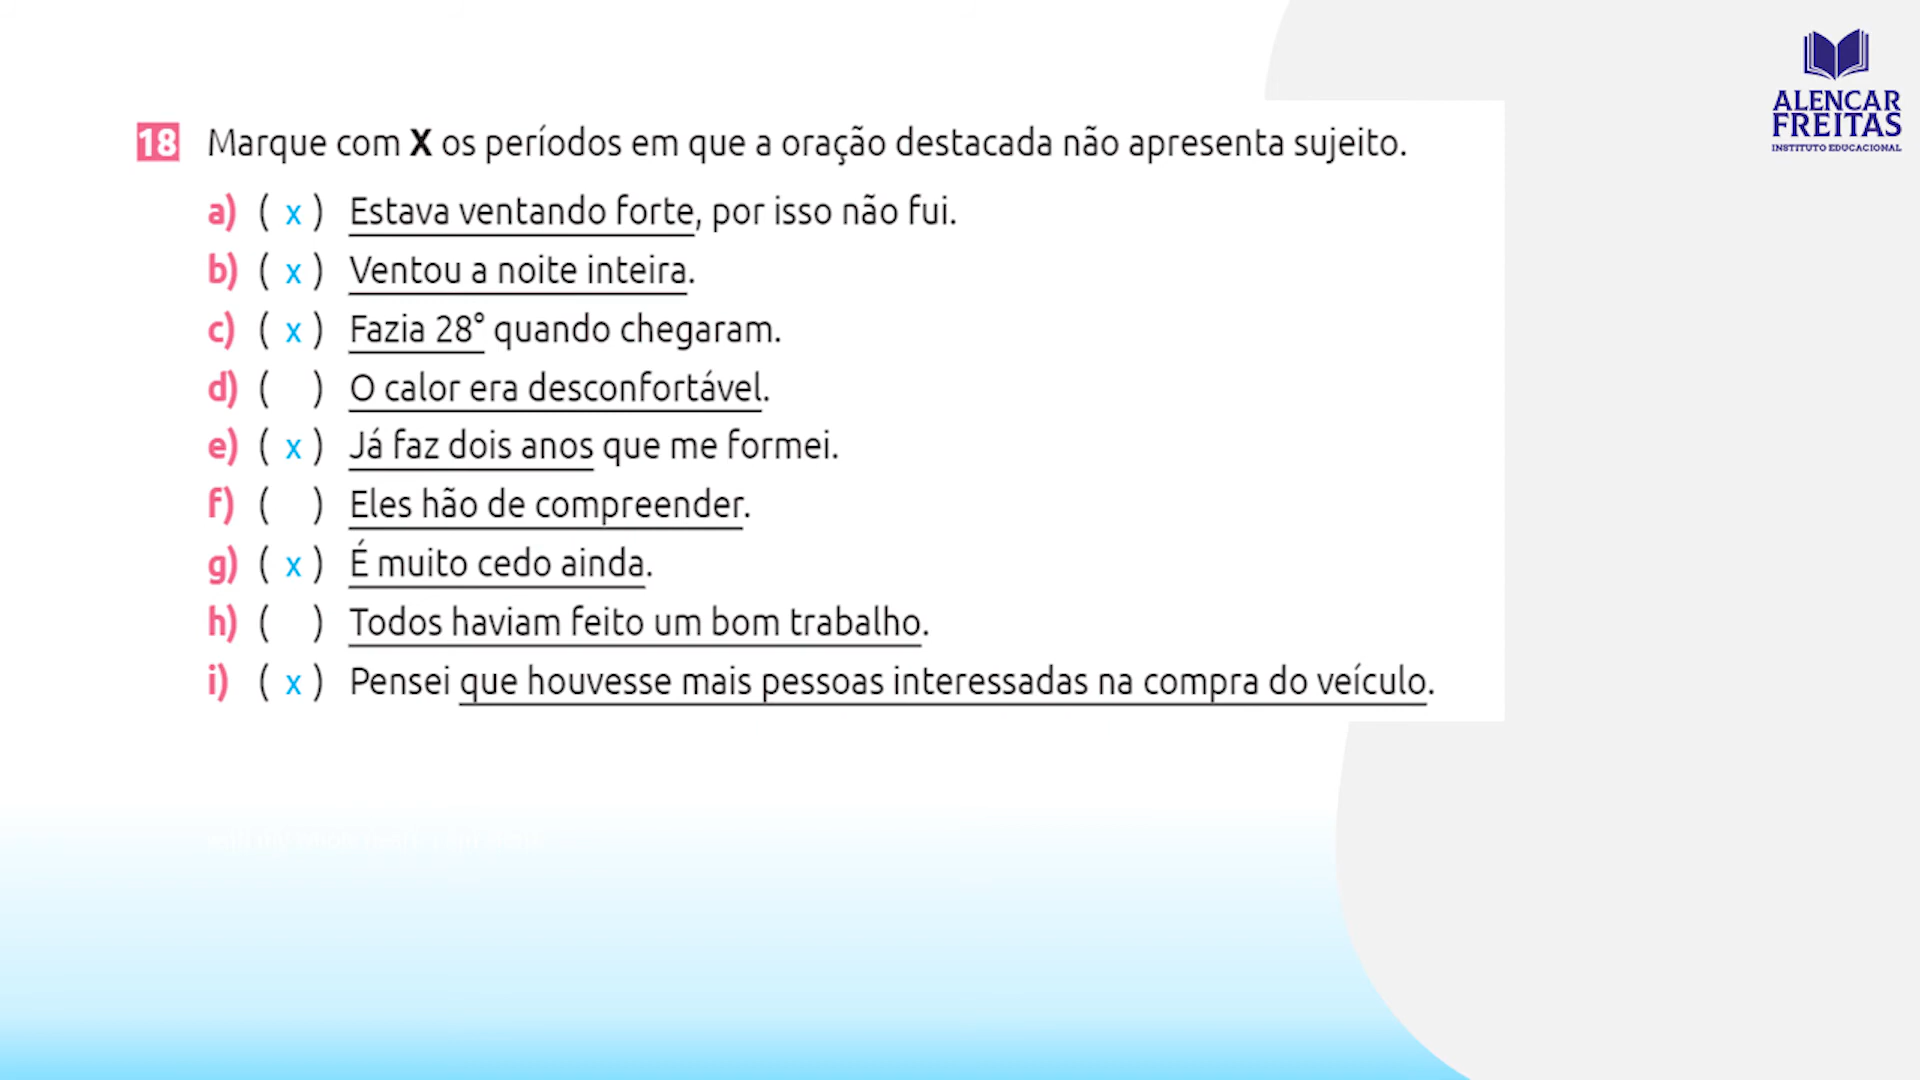 ALENCAR
FREITAS
INSTITUTO EDUCACIONAL
18 Marque com X os períodos em que a oração destacada não apresenta sujeito.
a) ( x ) Estava ventando forte, por isso não fui.
b) ( x ) Ventou a noite inteira.
c) ( x ) Fazia 28° quando chegaram.
d) ( ) O calor era desconfortável.
e) ( x ) Já faz dois anos que me formei.
f) ( ) Eles hão de compreender.
g) ( x ) É muito cedo ainda.
h) ( ) Todos haviam feito um bom trabalho.
i) ( x ) Pensei que houvesse mais pessoas interessadas na compra do veículo.